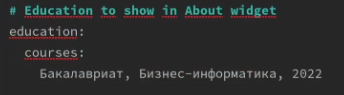 # Education to show in About widget
education:
courses:
Бакалавриат, Бизнес-информатика, 2022